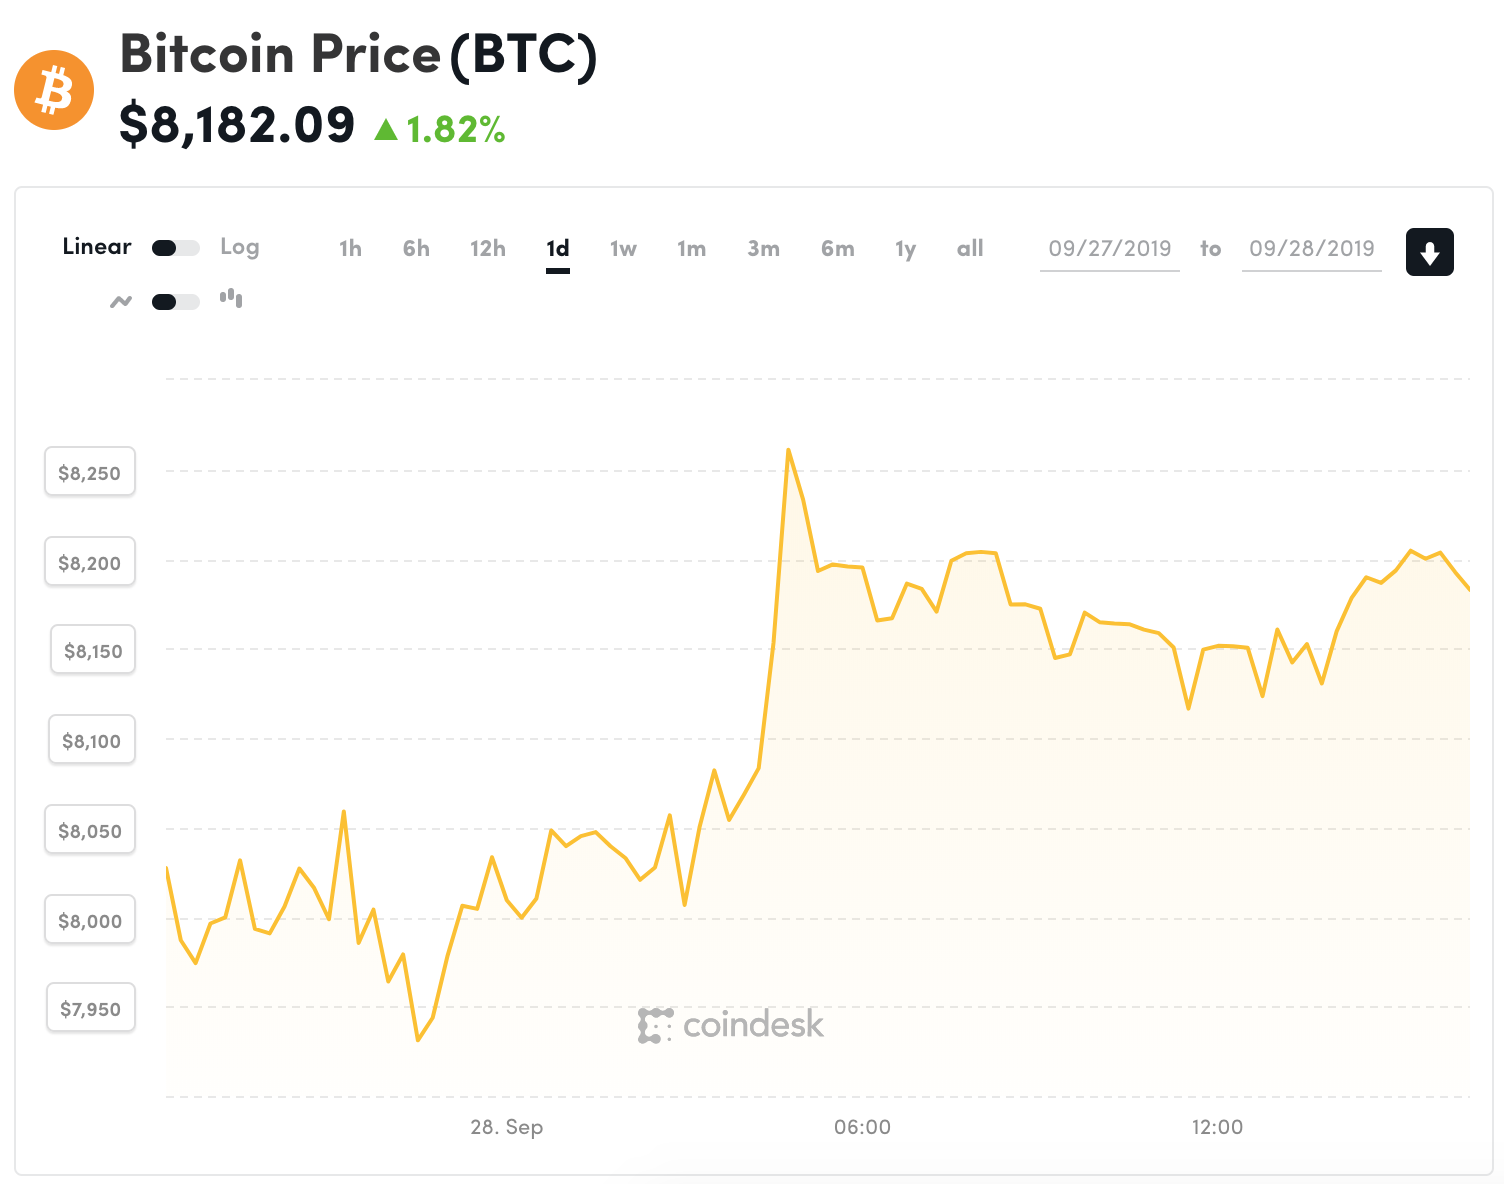 Bitcoin Price (BTC)
$8,182.09 ▲ 1.82%
Linear Log 1h 6h 12h 1d 1w 1m 3m 6m 1y all 09/27/2019 to 09/28/2019
$8,250
$8,200
$8,150
$8,100
$8,050
$8,000
$7,950
coindesk
28. Sep 06:00 12:00